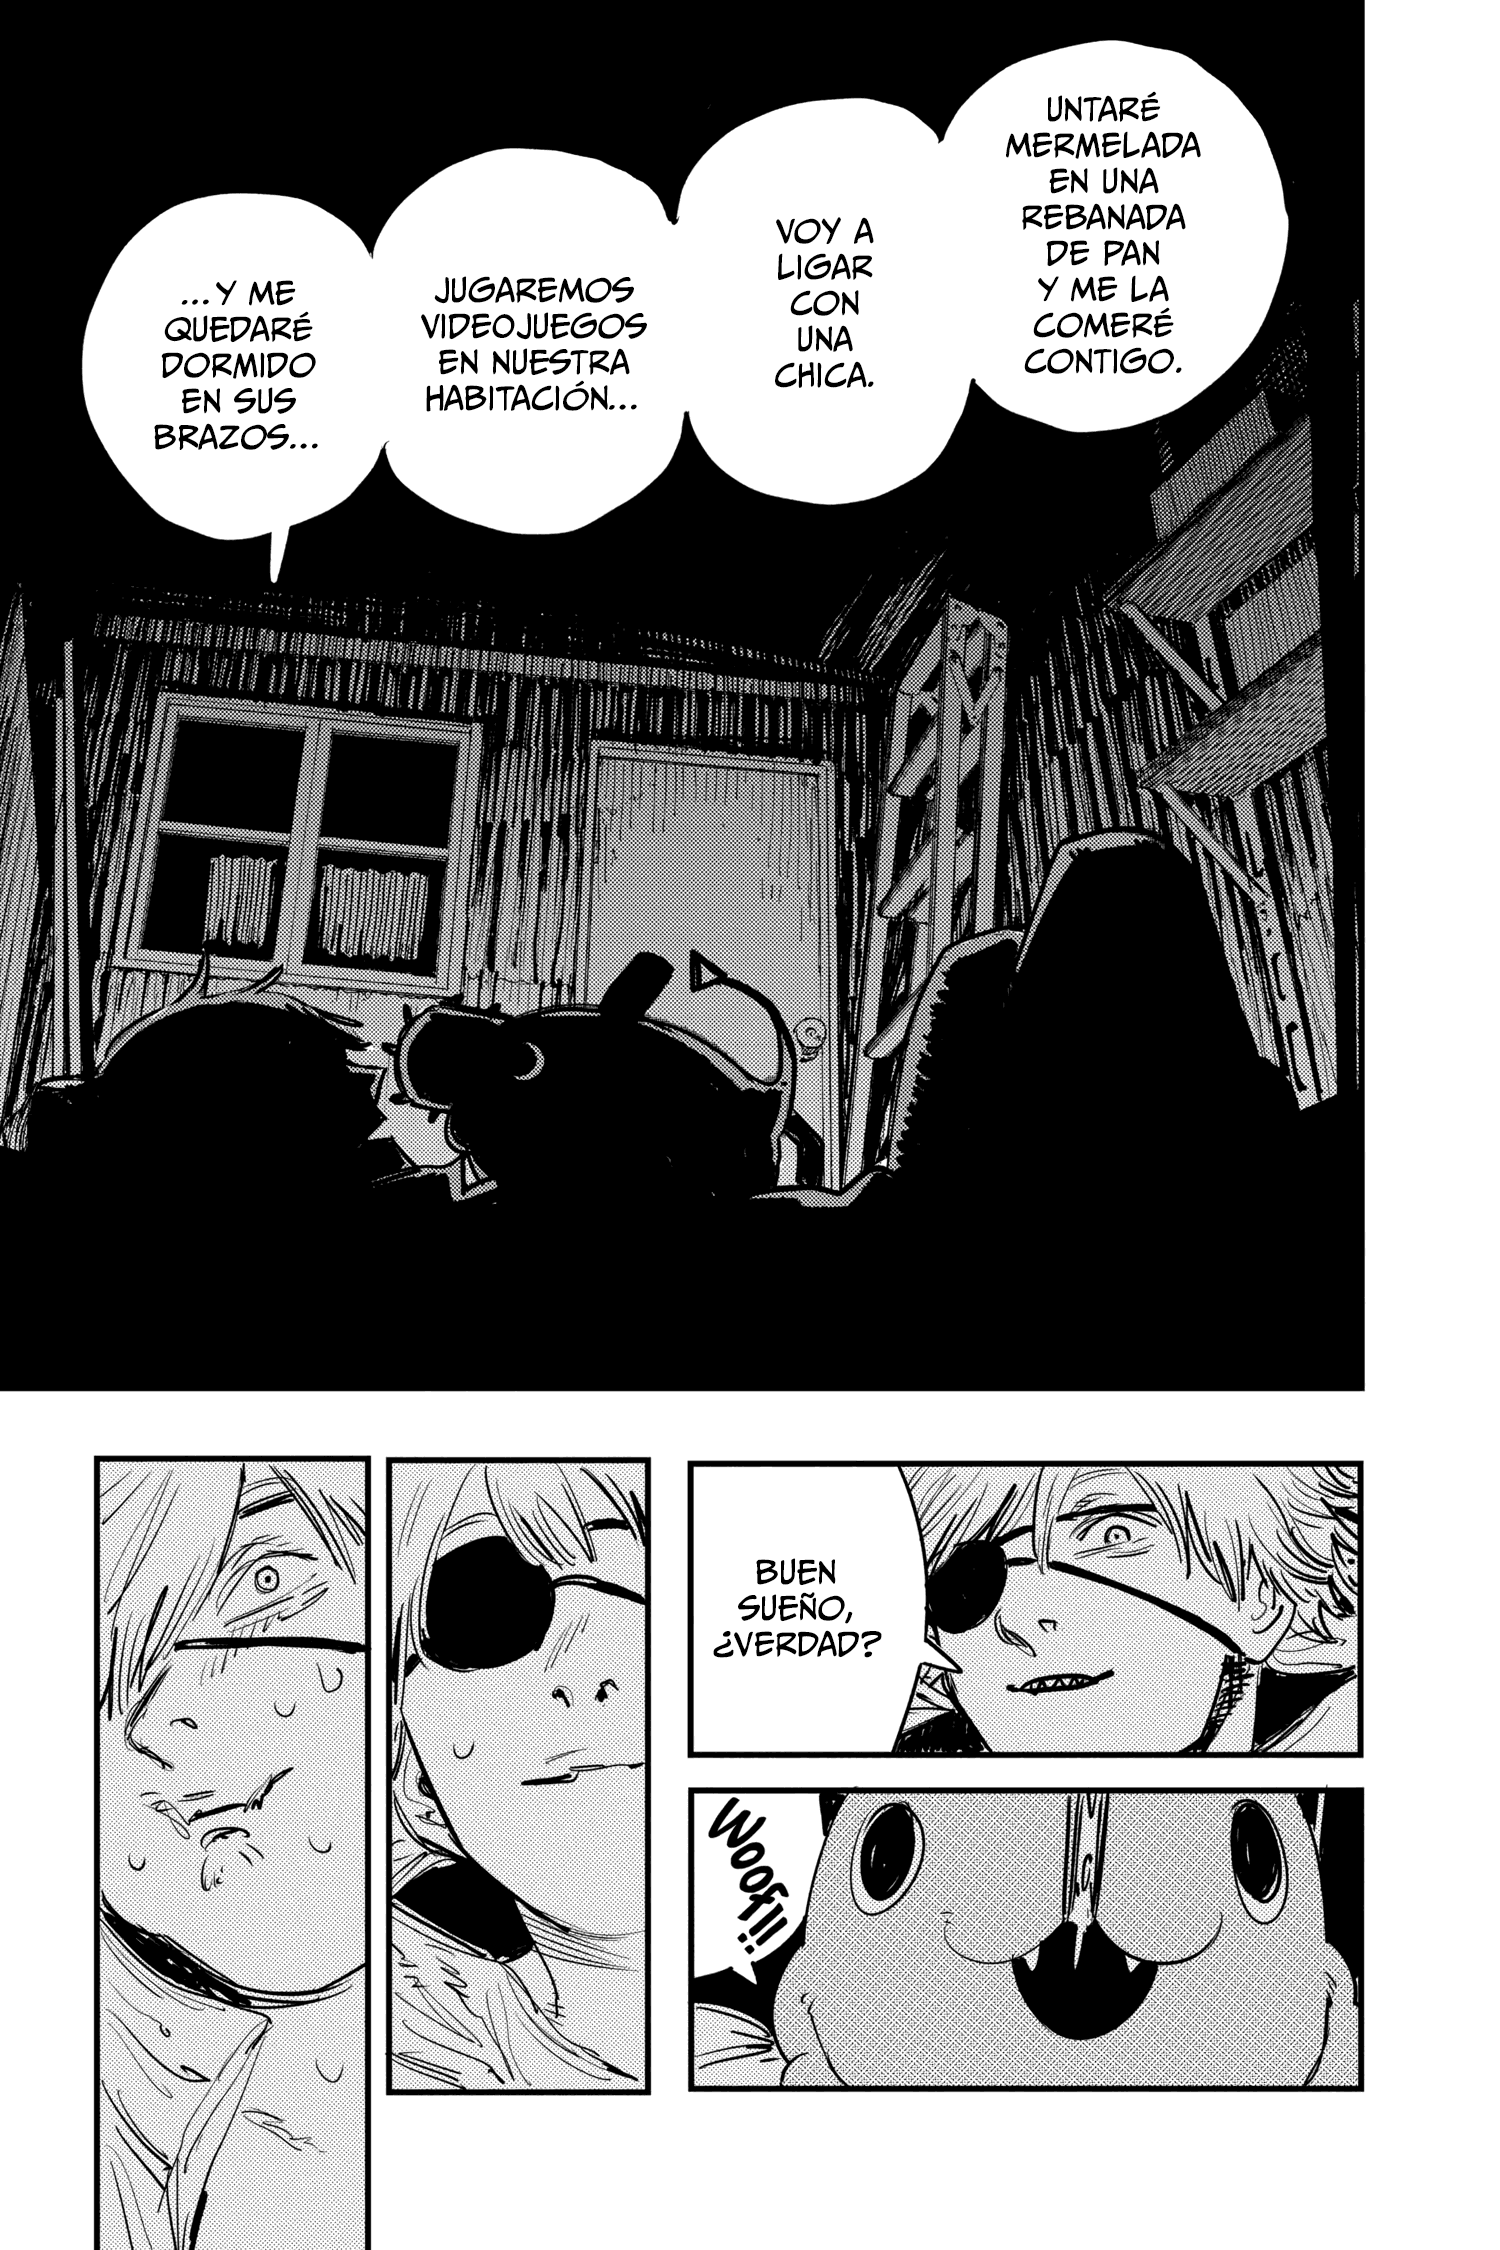 UNTARÉ
MERMELADA
EN UNA
REBANADA
DE PAN
Y ME LA
COMERÉ
CONTIGO.
VOY A
LIGAR
CON
UNA
CHICA.
JUGAREMOS
VIDEOJUEGOS
EN NUESTRA
HABITACIÓN...
...Y ME
QUEDARÉ
DORMIDO
EN SUS
BRAZOS...
BUEN
SUEÑO,
¿VERDAD?
Woof!!